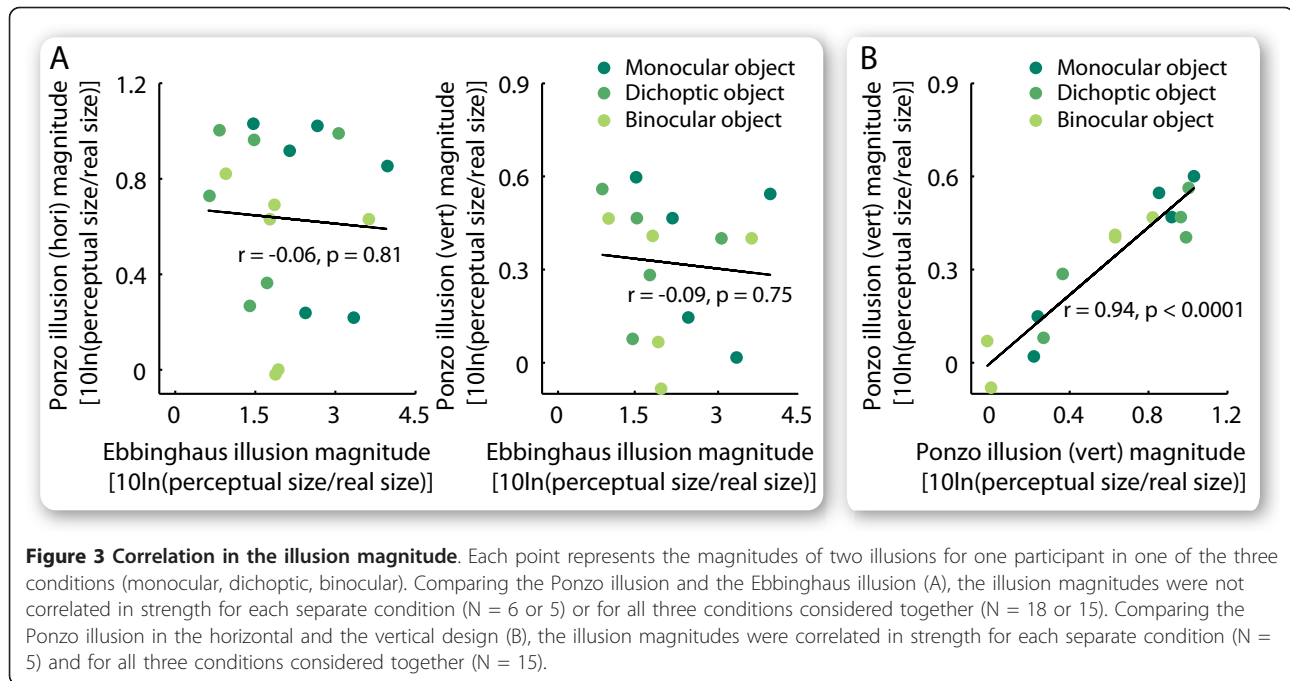 A
Ponzo illusion (hori) magnitude
[10ln(perceptual size/real size)]
1.2
0.8
0.4
0
r = -0.06, p = 0.81
0 1.5 3 4.5
Ebbinghaus illusion magnitude
[10ln(perceptual size/real size)]
Monocular object
Dichoptic object
Binocular object
Ponzo illusion (vert) magnitude
[10ln(perceptual size/real size)]
0.9
0.6
0.3
0
r = -0.09, p = 0.75
0 1.5 3 4.5
Ebbinghaus illusion magnitude
[10ln(perceptual size/real size)]
B
Monocular object
Dichoptic object
Binocular object
Ponzo illusion (vert) magnitude
[10ln(perceptual size/real size)]
0.9
0.6
0.3
0
r = 0.94, p < 0.0001
0 0.4 0.8 1.2
Ponzo illusion (vert) magnitude
[10ln(perceptual size/real size)]
Figure 3 Correlation in the illusion magnitude. Each point represents the magnitudes of two illusions for one participant in one of the three
conditions (monocular, dichoptic, binocular). Comparing the Ponzo illusion and the Ebbinghaus illusion (A), the illusion magnitudes were not
correlated in strength for each separate condition (N = 6 or 5) or for all three conditions considered together (N = 18 or 15). Comparing the
Ponzo illusion in the horizontal and the vertical design (B), the illusion magnitudes were correlated in strength for each separate condition (N =
5) and for all three conditions considered together (N = 15).